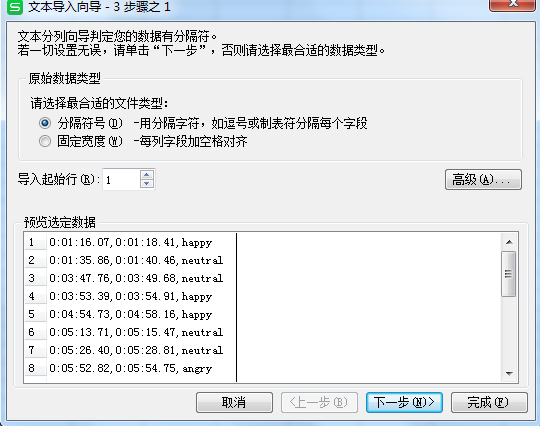 文本导入向导 - 3 步骤之 1
文本分列向导判定您的数据有分隔符。
若一切设置无误，请单击“下一步”，否则请选择最合适的数据类型。
原始数据类型
请选择最合适的文件类型:
分隔符号(D) -用分隔字符，如逗号或制表符分隔每个字段
固定宽度(W) -每列字段加空格对齐
导入起始行(R): 1
高级(A)...
预览选定数据
1 0:01:16.07,0:01:18.41,happy
2 0:01:35.86,0:01:40.46,neutral
3 0:03:47.76,0:03:49.68,neutral
4 0:03:53.39,0:03:54.91,happy
5 0:04:54.73,0:04:58.16,happy
6 0:05:13.71,0:05:15.47,neutral
7 0:05:26.40,0:05:28.81,neutral
8 0:05:52.82,0:05:54.75,angry
取消 <上一步(B) 下一步(N)> 完成(F)